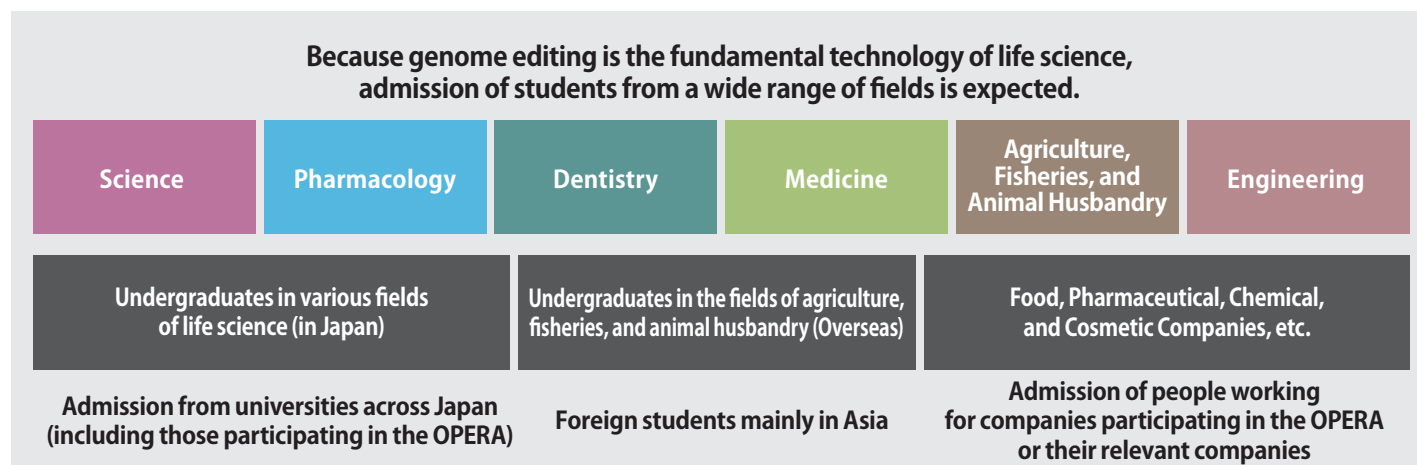 Because genome editing is the fundamental technology of life science,
admission of students from a wide range of fields is expected.
Science
Pharmacology
Dentistry
Medicine
Agriculture,
Fisheries, and
Animal Husbandry
Engineering
Undergraduates in various fields
of life science (in Japan)
Undergraduates in the fields of agriculture,
fisheries, and animal husbandry (Overseas)
Food, Pharmaceutical, Chemical,
and Cosmetic Companies, etc.
Admission from universities across Japan
(including those participating in the OPERA)
Foreign students mainly in Asia
Admission of people working
for companies participating in the OPERA
or their relevant companies